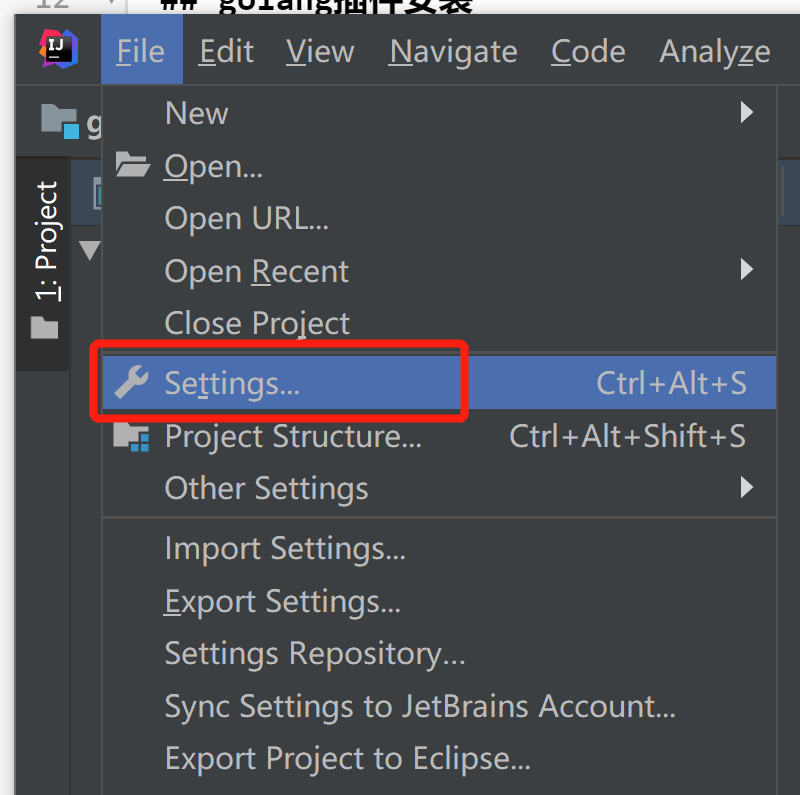 12 ## golang插件安装
IJ
File Edit View Navigate Code Analyze
g
1: Project
New
Open...
Open URL...
Open Recent
Close Project
Settings... Ctrl+Alt+S
Project Structure... Ctrl+Alt+Shift+S
Other Settings
Import Settings...
Export Settings...
Settings Repository...
Sync Settings to JetBrains Account...
Export Project to Eclipse...